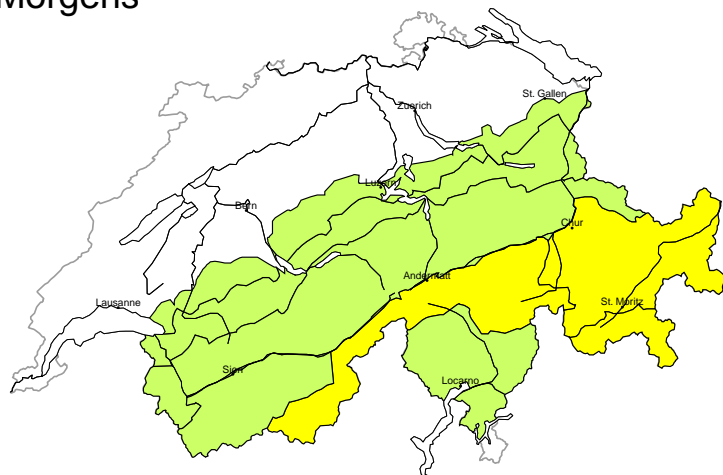 Morgens
St. Gallen
Zuerich
Luzern
Bern
Chur
Andermatt
Lausanne
St. Moritz
Sion
Locarno